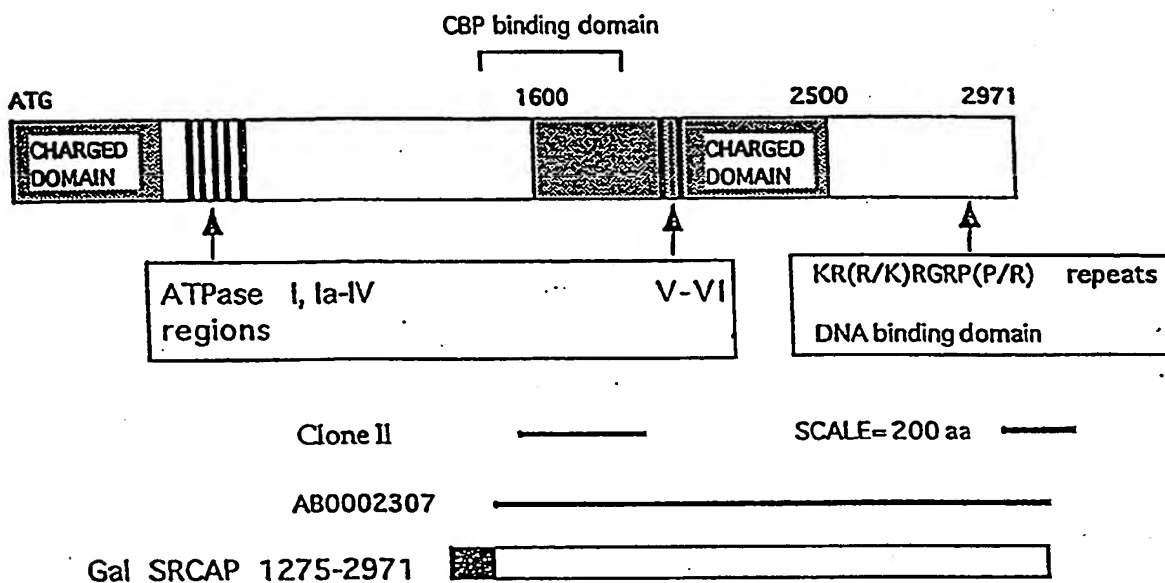 CBP binding domain
ATG 1600 2500 2971
CHARGED DOMAIN
CHARGED DOMAIN
ATPase I, Ia-IV ... V-VI
regions
KR(R/K)RGRP(P/R) repeats
DNA binding domain
Clone II
SCALE= 200 aa
AB0002307
Gal SRCAP 1275-2971